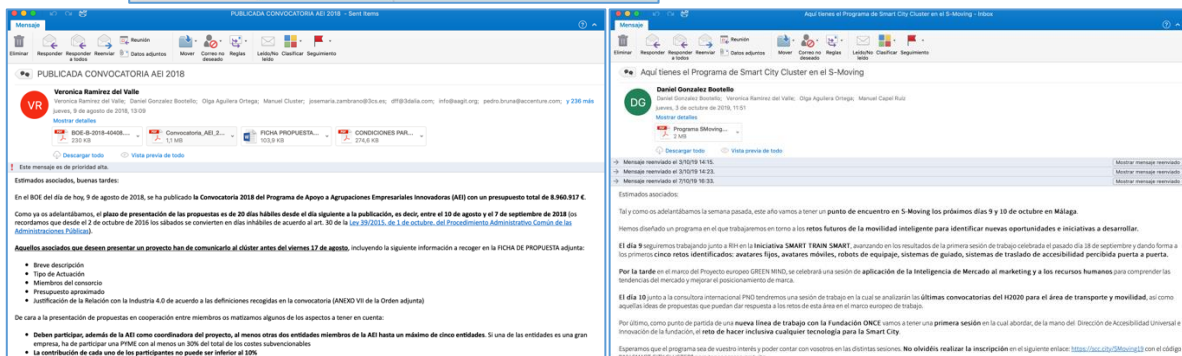 PUBLICADA CONVOCATORIA AEI 2018 - Sent Items
Mensaje
Eliminar Responder Responder a todos Reenviar Reunión Datos adjuntos Mover Correo no deseado Reglas Leído/No leído Clasificar Seguimiento
PUBLICADA CONVOCATORIA AEI 2018
VR
Veronica Ramirez del Valle
Veronica Ramirez del Valle; Daniel Gonzalez Bootello; Olga Aguilera Ortega; Manuel Cluster; josemaria.zambrano@3cs.es; dff@3dalia.com; info@aaglt.org; pedro.bruna@accenture.com; y 236 más
jueves, 9 de agosto de 2018, 13:09
Mostrar detalles
BOE-B-2018-40408.... 230 KB
Convocatoria_AEI_2... 1,1 MB
FICHA PROPUESTA... 103,9 KB
CONDICIONES PAR... 274,6 KB
Descargar todo Vista previa de todo
Este mensaje es de prioridad alta.
Estimados asociados, buenas tardes:
En el BOE del día de hoy, 9 de agosto de 2018, se ha publicado la Convocatoria 2018 del Programa de Apoyo a Agrupaciones Empresariales Innovadoras (AEI) con un presupuesto total de 8.960.917 €.
Como ya os adelantábamos, el plazo de presentación de las propuestas es de 20 días hábiles desde el día siguiente a la publicación, es decir, entre el 10 de agosto y el 7 de septiembre de 2018 (os
recordamos que desde el 2 de octubre de 2016 los sábados se convierten en días inhábiles de acuerdo al art. 30 de la Ley 39/2015, de 1 de octubre, del Procedimiento Administrativo Común de las
Administraciones Públicas).
Aquellos asociados que deseen presentar un proyecto han de comunicarlo al clúster antes del viernes 17 de agosto, incluyendo la siguiente información a recoger en la FICHA DE PROPUESTA adjunta:
• Breve descripción
• Tipo de Actuación
• Miembros del consorcio
• Presupuesto aproximado
• Justificación de la Relación con la Industria 4.0 de acuerdo a las definiciones recogidas en la convocatoria (ANEXO VII de la Orden adjunta)
De cara a la presentación de propuestas en cooperación entre miembros os matizamos algunos de los aspectos a tener en cuenta:
• Deben participar, además de la AEI como coordinadora del proyecto, al menos otras dos entidades miembros de la AEI hasta un máximo de cinco entidades. Si una de las entidades es una gran
empresa, ha de participar una PYME con al menos un 30% del total de los costes subvencionables
• La contribución de cada uno de los participantes no puede ser inferior al 10%
Aquí tienes el Programa de Smart City Cluster en el S-Moving - Inbox
Mensaje
Eliminar Responder Responder a todos Reenviar Reunión Datos adjuntos Mover Correo no deseado Reglas Leído/No leído Clasificar Seguimiento
Aquí tienes el Programa de Smart City Cluster en el S-Moving
DG
Daniel Gonzalez Bootello
Daniel Gonzalez Bootello; Veronica Ramirez del Valle; Olga Aguilera Ortega; Manuel Capel Ruiz
jueves, 3 de octubre de 2019, 11:51
Mostrar detalles
Programa SMoving... 2 MB
Descargar todo Vista previa de todo
Mensaje reenviado el 3/10/19 14:15. Mostrar mensaje reenviado
Mensaje reenviado el 3/10/19 14:23. Mostrar mensaje reenviado
Mensaje reenviado el 7/10/19 16:33. Mostrar mensaje reenviado
Estimados asociados:
Tal y como os adelantábamos la semana pasada, este año vamos a tener un punto de encuentro en S-Moving los próximos días 9 y 10 de octubre en Málaga.
Hemos diseñado un programa en el que trabajaremos en torno a los retos futuros de la movilidad inteligente para identificar nuevas oportunidades e iniciativas a desarrollar.
El día 9 seguiremos trabajando junto a RIH en la Iniciativa SMART TRAIN SMART, avanzando en los resultados de la primera sesión de trabajo celebrada el pasado día 18 de septiembre y dando forma a
los primeros cinco retos identificados: avatares fijos, avatares móviles, robots de equipaje, sistemas de guiado, sistemas de traslado de accesibilidad percibida puerta a puerta.
Por la tarde en el marco del Proyecto europeo GREEN MIND, se celebrará una sesión de aplicación de la Inteligencia de Mercado al marketing y a los recursos humanos para comprender las
tendencias del mercado y mejorar el posicionamiento de marca.
El día 10 junto a la consultora internacional PNO tendremos una sesión de trabajo en la cual se analizarán las últimas convocatorias del H2020 para el área de transporte y movilidad, así como
aquellas ideas de propuestas que puedan dar respuesta a los retos de esta área en el marco europeo de trabajo.
Por último, como punto de partida de una nueva línea de trabajo con la Fundación ONCE vamos a tener una primera sesión en la cual abordar, de la mano del Dirección de Accesibilidad Universal e
Innovación de la fundación, el reto de hacer inclusiva cualquier tecnología para la Smart City.
Esperamos que el programa sea de vuestro interés y poder contar con vosotros en las distintas sesiones. No olvidéis realizar la inscripción en el siguiente enlace: https://acc.city/SMoving19 con el código